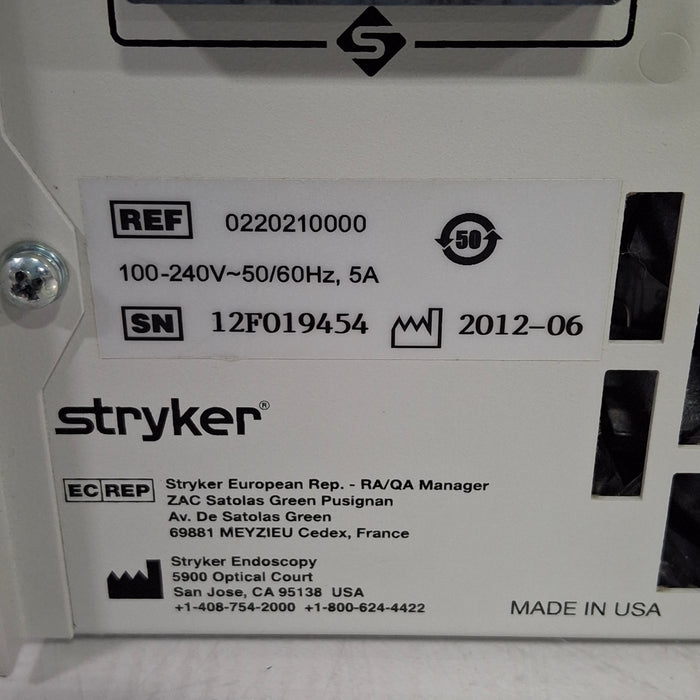 S
REF 0220210000 50
100-240V~50/60Hz, 5A
SN 12F019454 2012-06
stryker®
EC REP Stryker European Rep. - RA/QA Manager
ZAC Satolas Green Pusignan
Av. De Satolas Green
69881 MEYZIEU Cedex, France
Stryker Endoscopy
5900 Optical Court
San Jose, CA 95138 USA
+1-408-754-2000 +1-800-624-4422
MADE IN USA